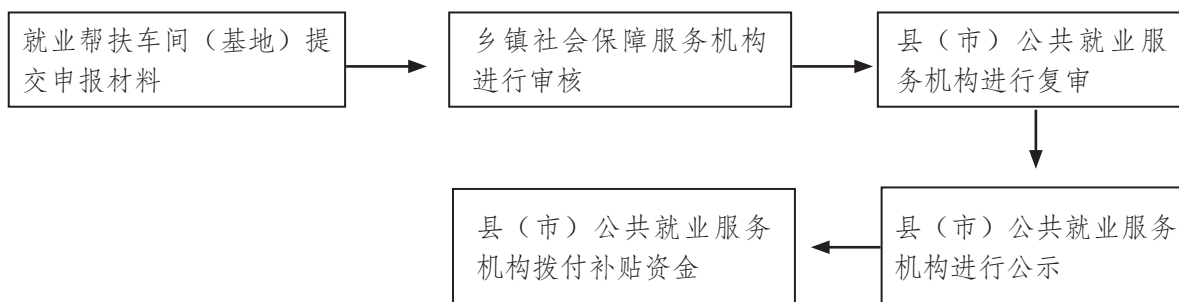 就业帮扶车间（基地）提
交申报材料
乡镇社会保障服务机构
进行审核
县（市）公共就业服
务机构进行复审
县（市）公共就业服务
机构进行公示
县（市）公共就业服务
机构拨付补贴资金